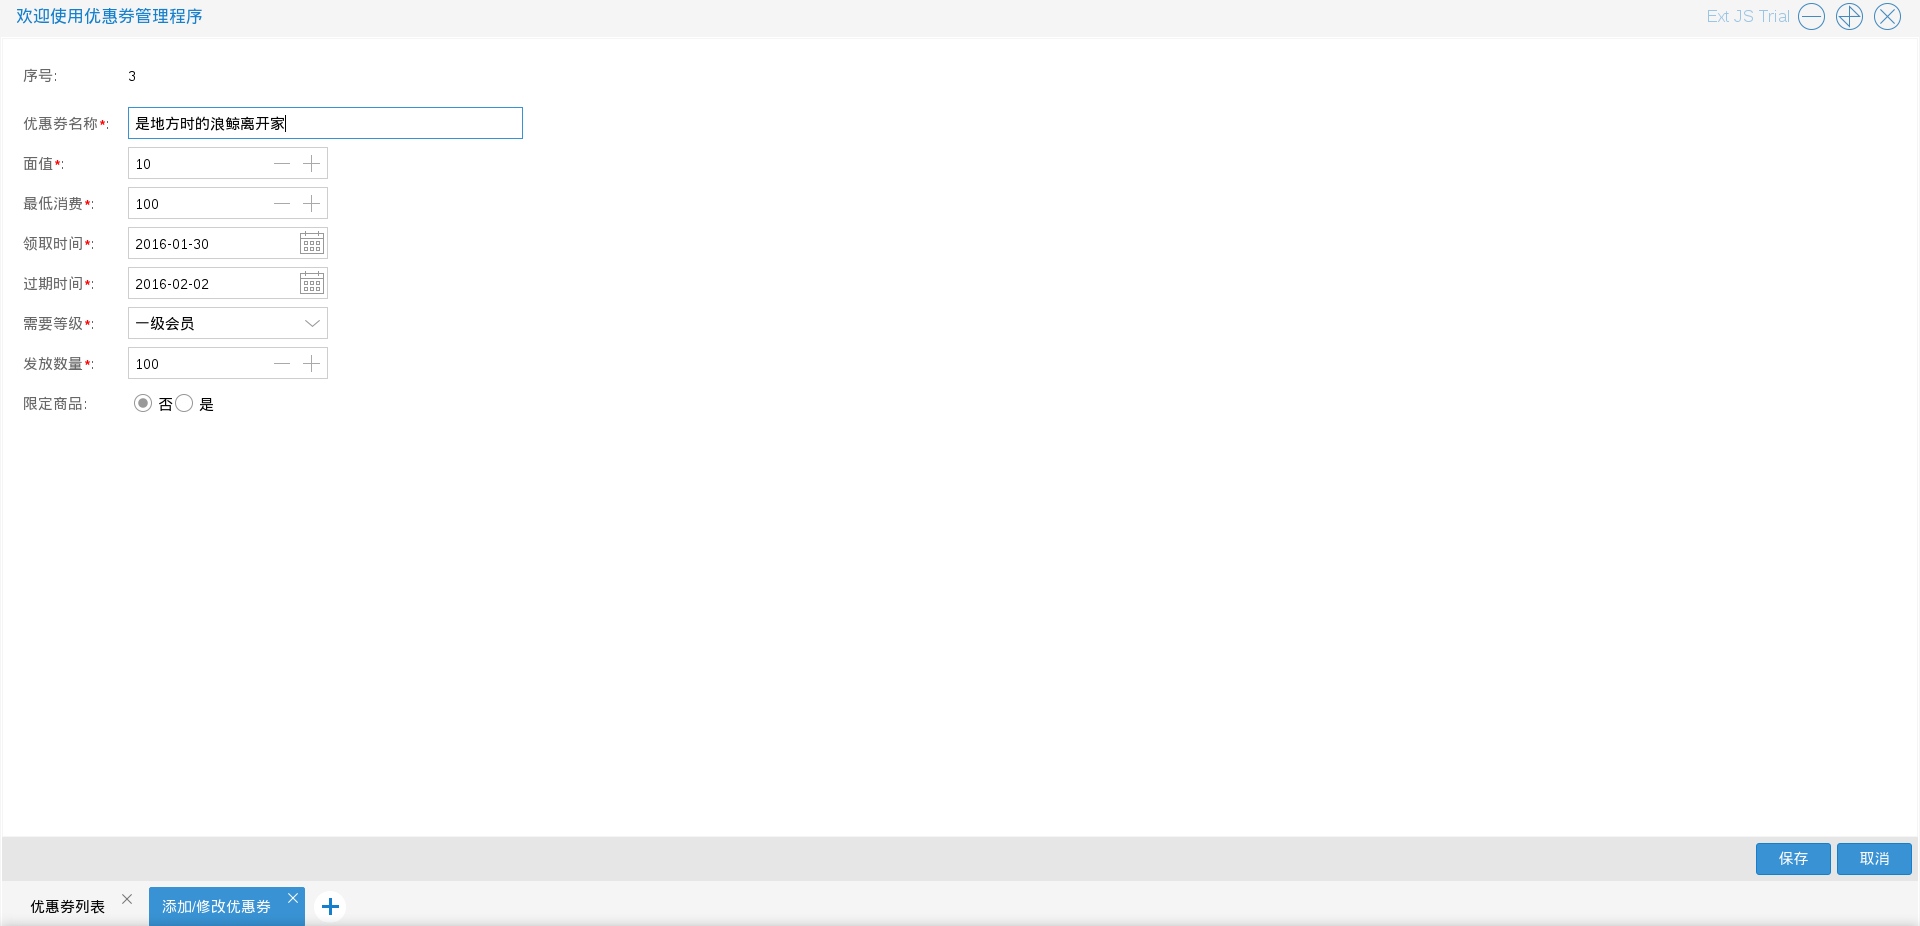 欢迎使用优惠券管理程序
Ext JS Trial
序号: 3
优惠券名称*: 是地方时的浪鲸离开家
面值*: 10
最低消费*: 100
领取时间*: 2016-01-30
过期时间*: 2016-02-02
需要等级*: 一级会员
发放数量*: 100
限定商品: 否 是
保存 取消
优惠券列表 添加/修改优惠券